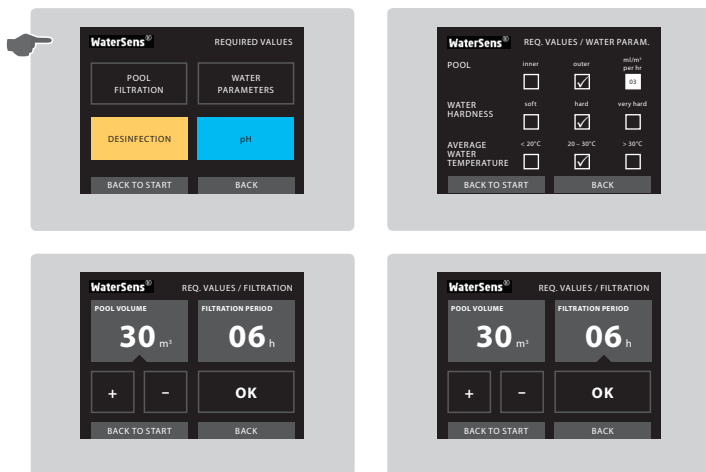 WaterSens® REQUIRED VALUES
POOL
FILTRATION
WATER
PARAMETERS
DESINFECTION
pH
BACK TO START BACK
WaterSens® REQ. VALUES / WATER PARAM.
POOL inner outer ml/m³
per hr
03
WATER
HARDNESS
soft hard very hard
AVERAGE
WATER
TEMPERATURE
< 20°C 20 – 30°C > 30°C
BACK TO START BACK
WaterSens® REQ. VALUES / FILTRATION
POOL VOLUME FILTRATION PERIOD
30 m³ 06 h
+ – OK
BACK TO START BACK
WaterSens® REQ. VALUES / FILTRATION
POOL VOLUME FILTRATION PERIOD
30 m³ 06 h
+ – OK
BACK TO START BACK